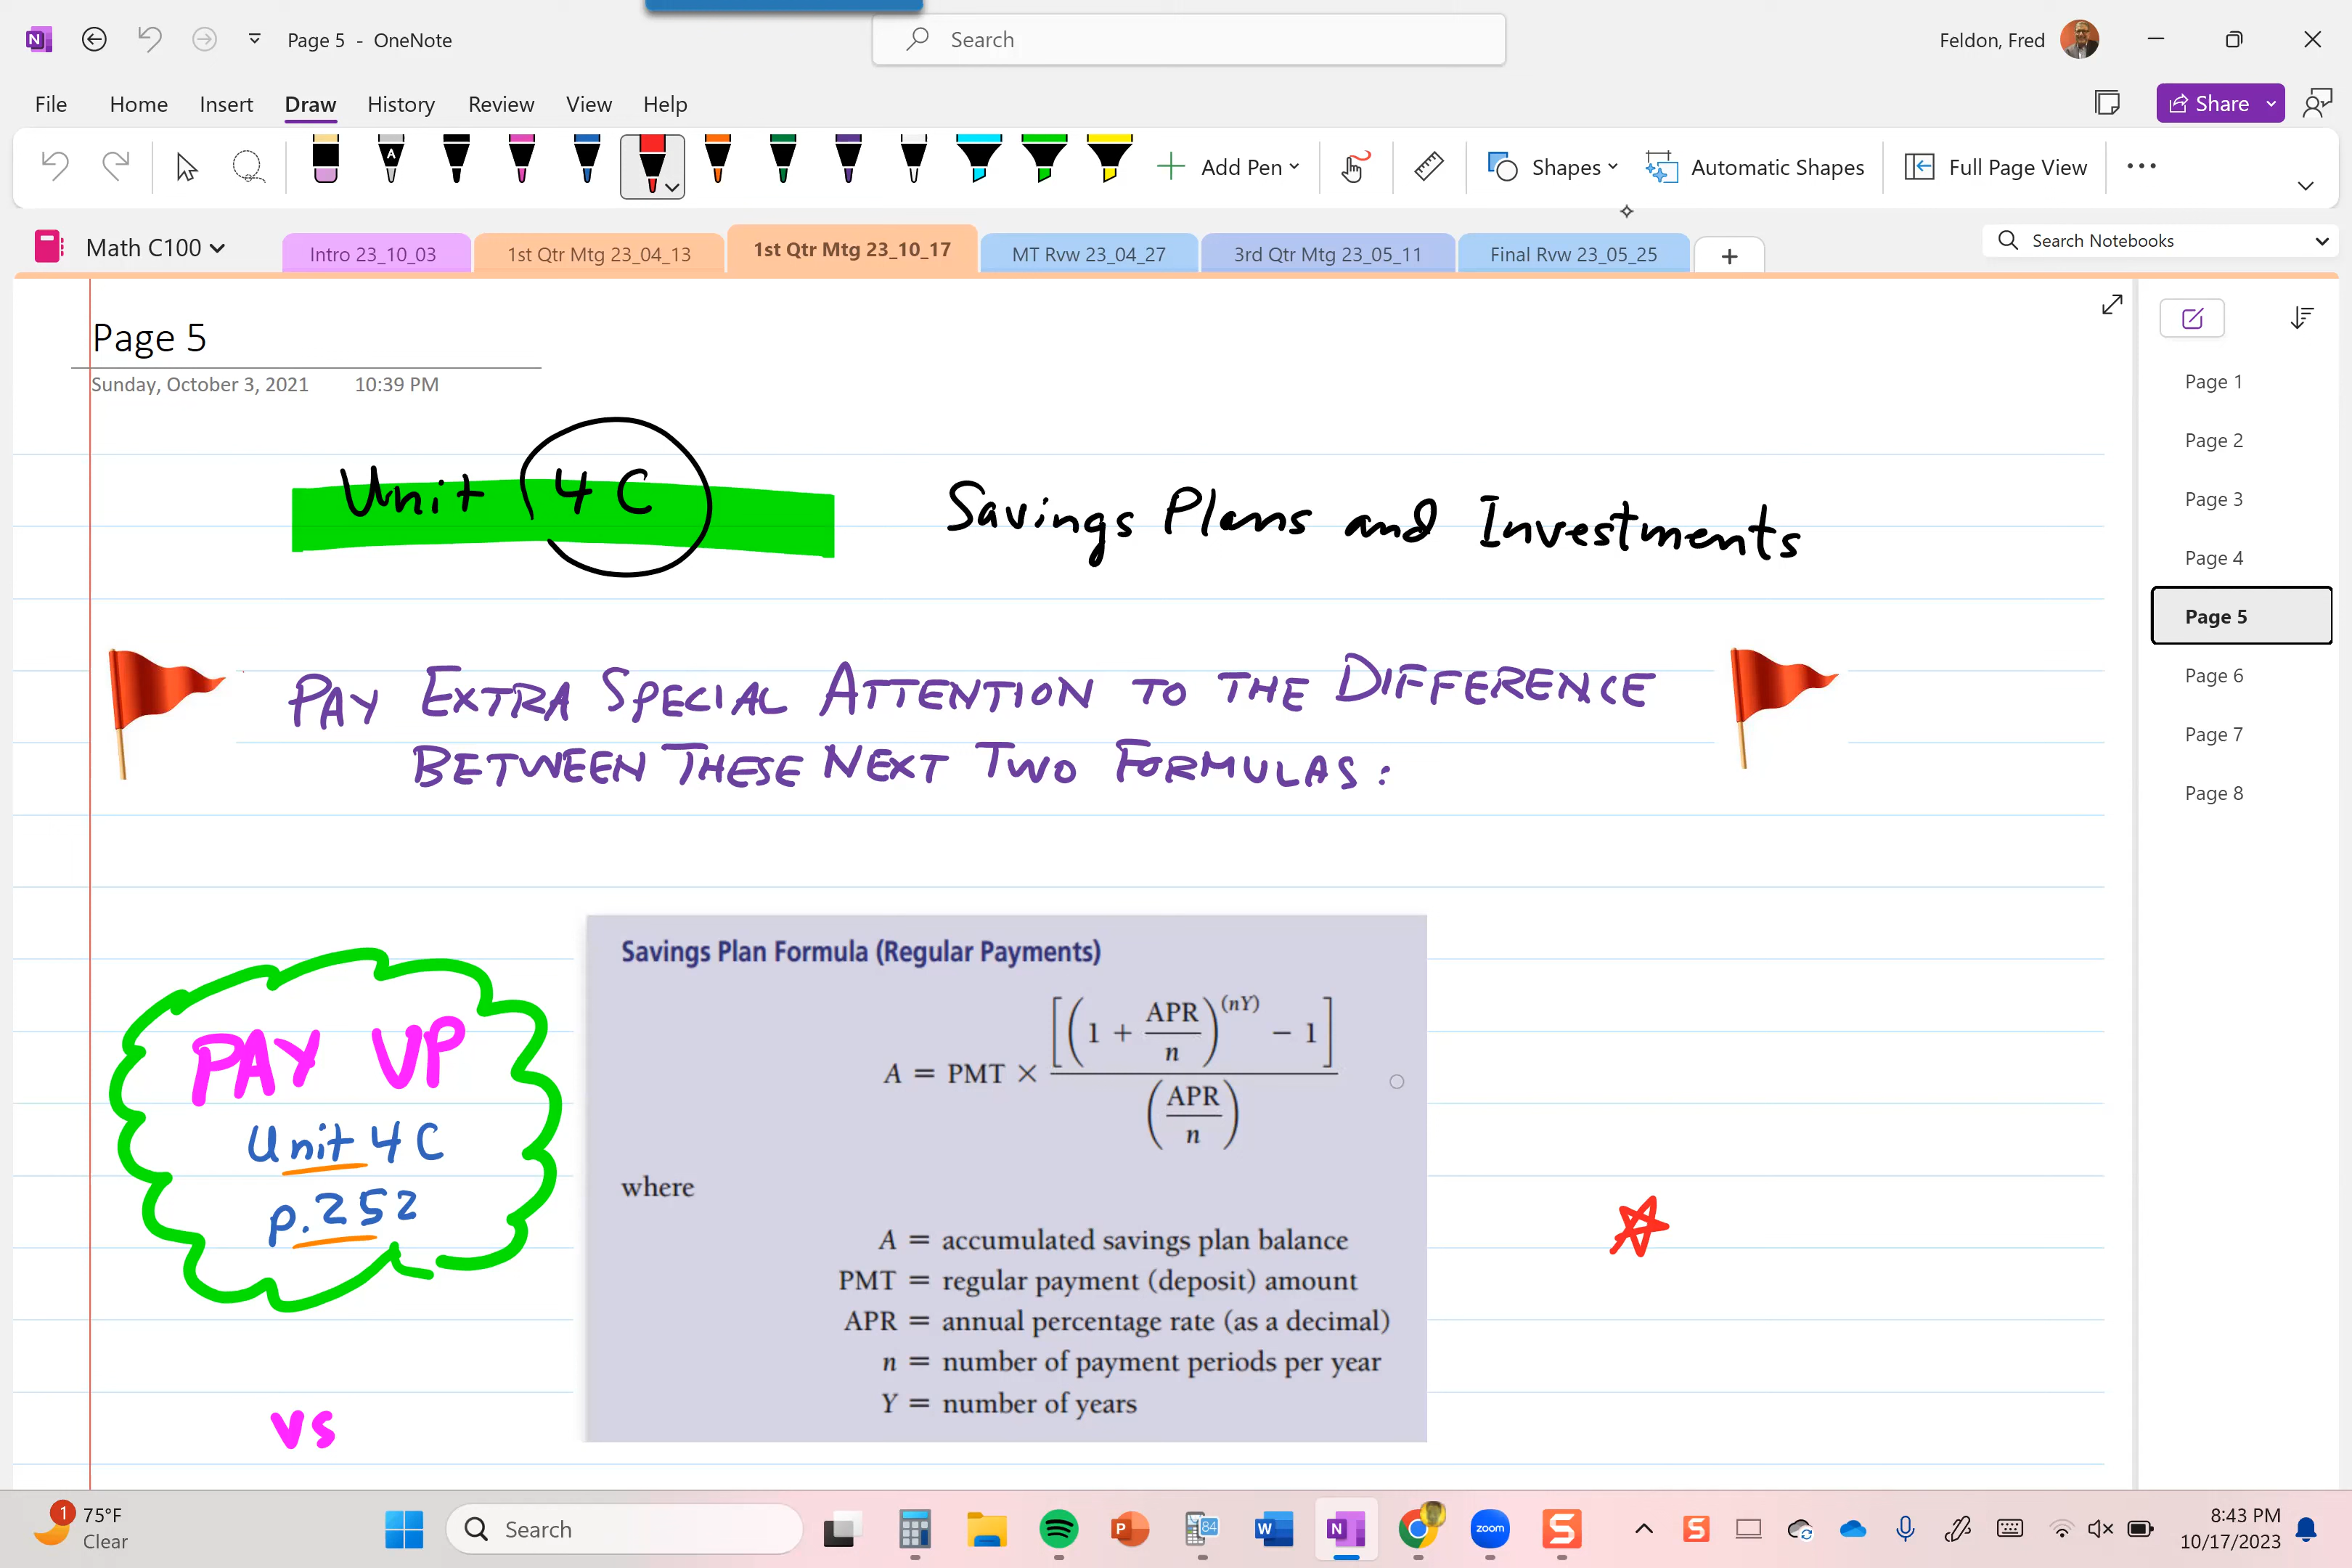 Page 5 - OneNote
Search
Feldon, Fred
File Home Insert Draw History Review View Help
Share
A
Add Pen
Shapes
Automatic Shapes
Full Page View
Math C100
Intro 23_10_03
1st Qtr Mtg 23_04_13
1st Qtr Mtg 23_10_17
MT Rvw 23_04_27
3rd Qtr Mtg 23_05_11
Final Rvw 23_05_25
Search Notebooks
Page 5
Sunday, October 3, 2021 10:39 PM
Unit 4C Savings Plans and Investments
PAY EXTRA SPECIAL ATTENTION TO THE DIFFERENCE
BETWEEN THESE NEXT TWO FORMULAS:
PAY UP
Unit 4C
p.252
vs
Savings Plan Formula (Regular Payments)
A = PMT × [(1 + APR/n)^(nY) − 1] / (APR/n)
where
A = accumulated savings plan balance
PMT = regular payment (deposit) amount
APR = annual percentage rate (as a decimal)
n = number of payment periods per year
Y = number of years
Page 1
Page 2
Page 3
Page 4
Page 5
Page 6
Page 7
Page 8
1
75°F
Clear
Search
P
84
W
N
zoom
S
S
8:43 PM
10/17/2023